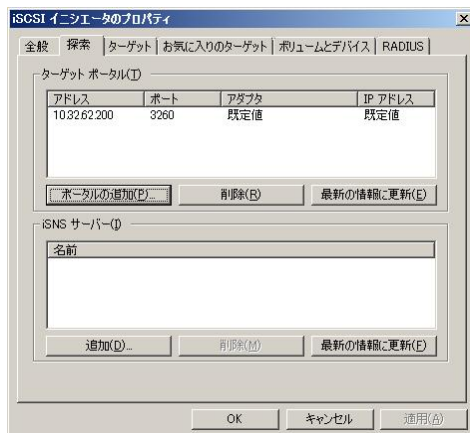 iSCSI イニシエータのプロパティ
全般 探索 ターゲット お気に入りのターゲット ボリュームとデバイス RADIUS
ターゲット ポータル(T)
アドレス ポート アダプタ IP アドレス
10.32.62.200 3260 既定値 既定値
ポータルの追加(P)... 削除(R) 最新の情報に更新(E)
iSNS サーバー(I)
名前
追加(D)... 削除(M) 最新の情報に更新(F)
OK キャンセル 適用(A)